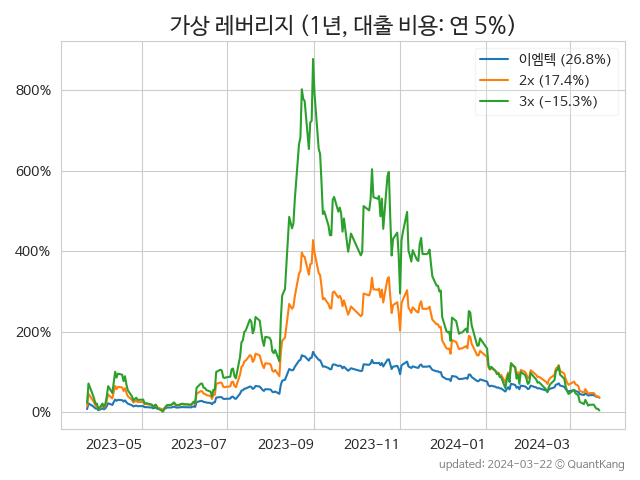 가상 레버리지 (1년, 대출 비용: 연 5%)
이엠텍 (26.8%)
2x (17.4%)
3x (-15.3%)
800%
600%
400%
200%
0%
2023-05 2023-07 2023-09 2023-11 2024-01 2024-03
updated: 2024-03-22 © QuantKang